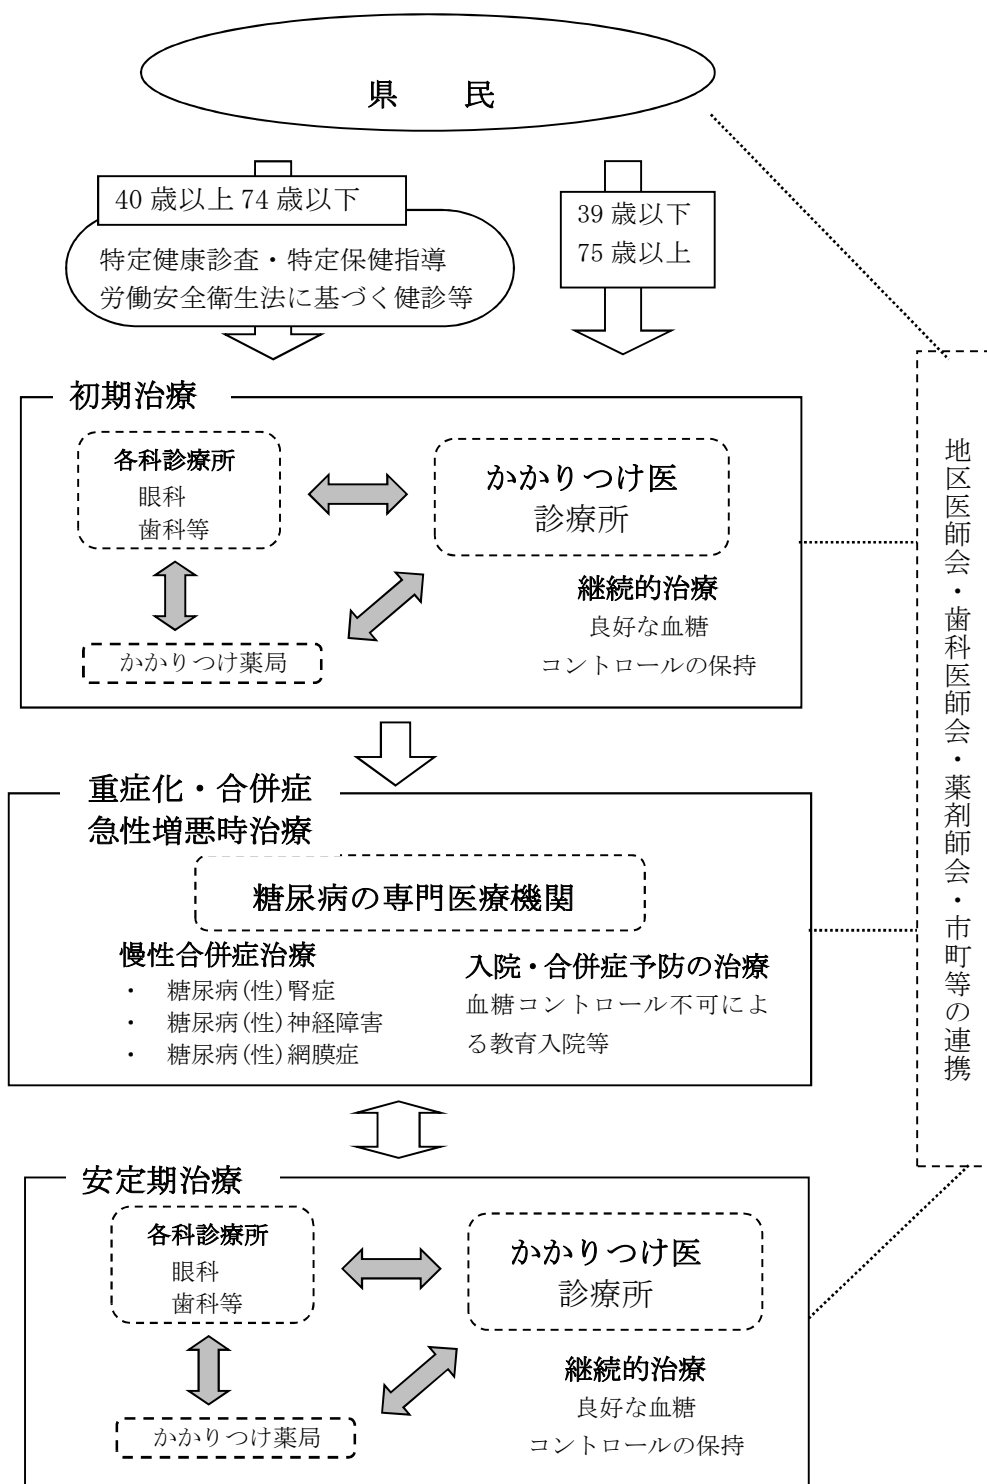 県　　民
40 歳以上 74 歳以下
特定健康診査・特定保健指導
労働安全衛生法に基づく健診等
39 歳以下
75 歳以上
初期治療
各科診療所
眼科
歯科等
かかりつけ医
診療所
継続的治療
良好な血糖
コントロールの保持
かかりつけ薬局
重症化・合併症
急性増悪時治療
糖尿病の専門医療機関
慢性合併症治療
・　糖尿病(性)腎症
・　糖尿病(性)神経障害
・　糖尿病(性)網膜症
入院・合併症予防の治療
血糖コントロール不可によ
る教育入院等
安定期治療
各科診療所
眼科
歯科等
かかりつけ医
診療所
継続的治療
良好な血糖
コントロールの保持
かかりつけ薬局
地区医師会・歯科医師会・薬剤師会・市町等の連携